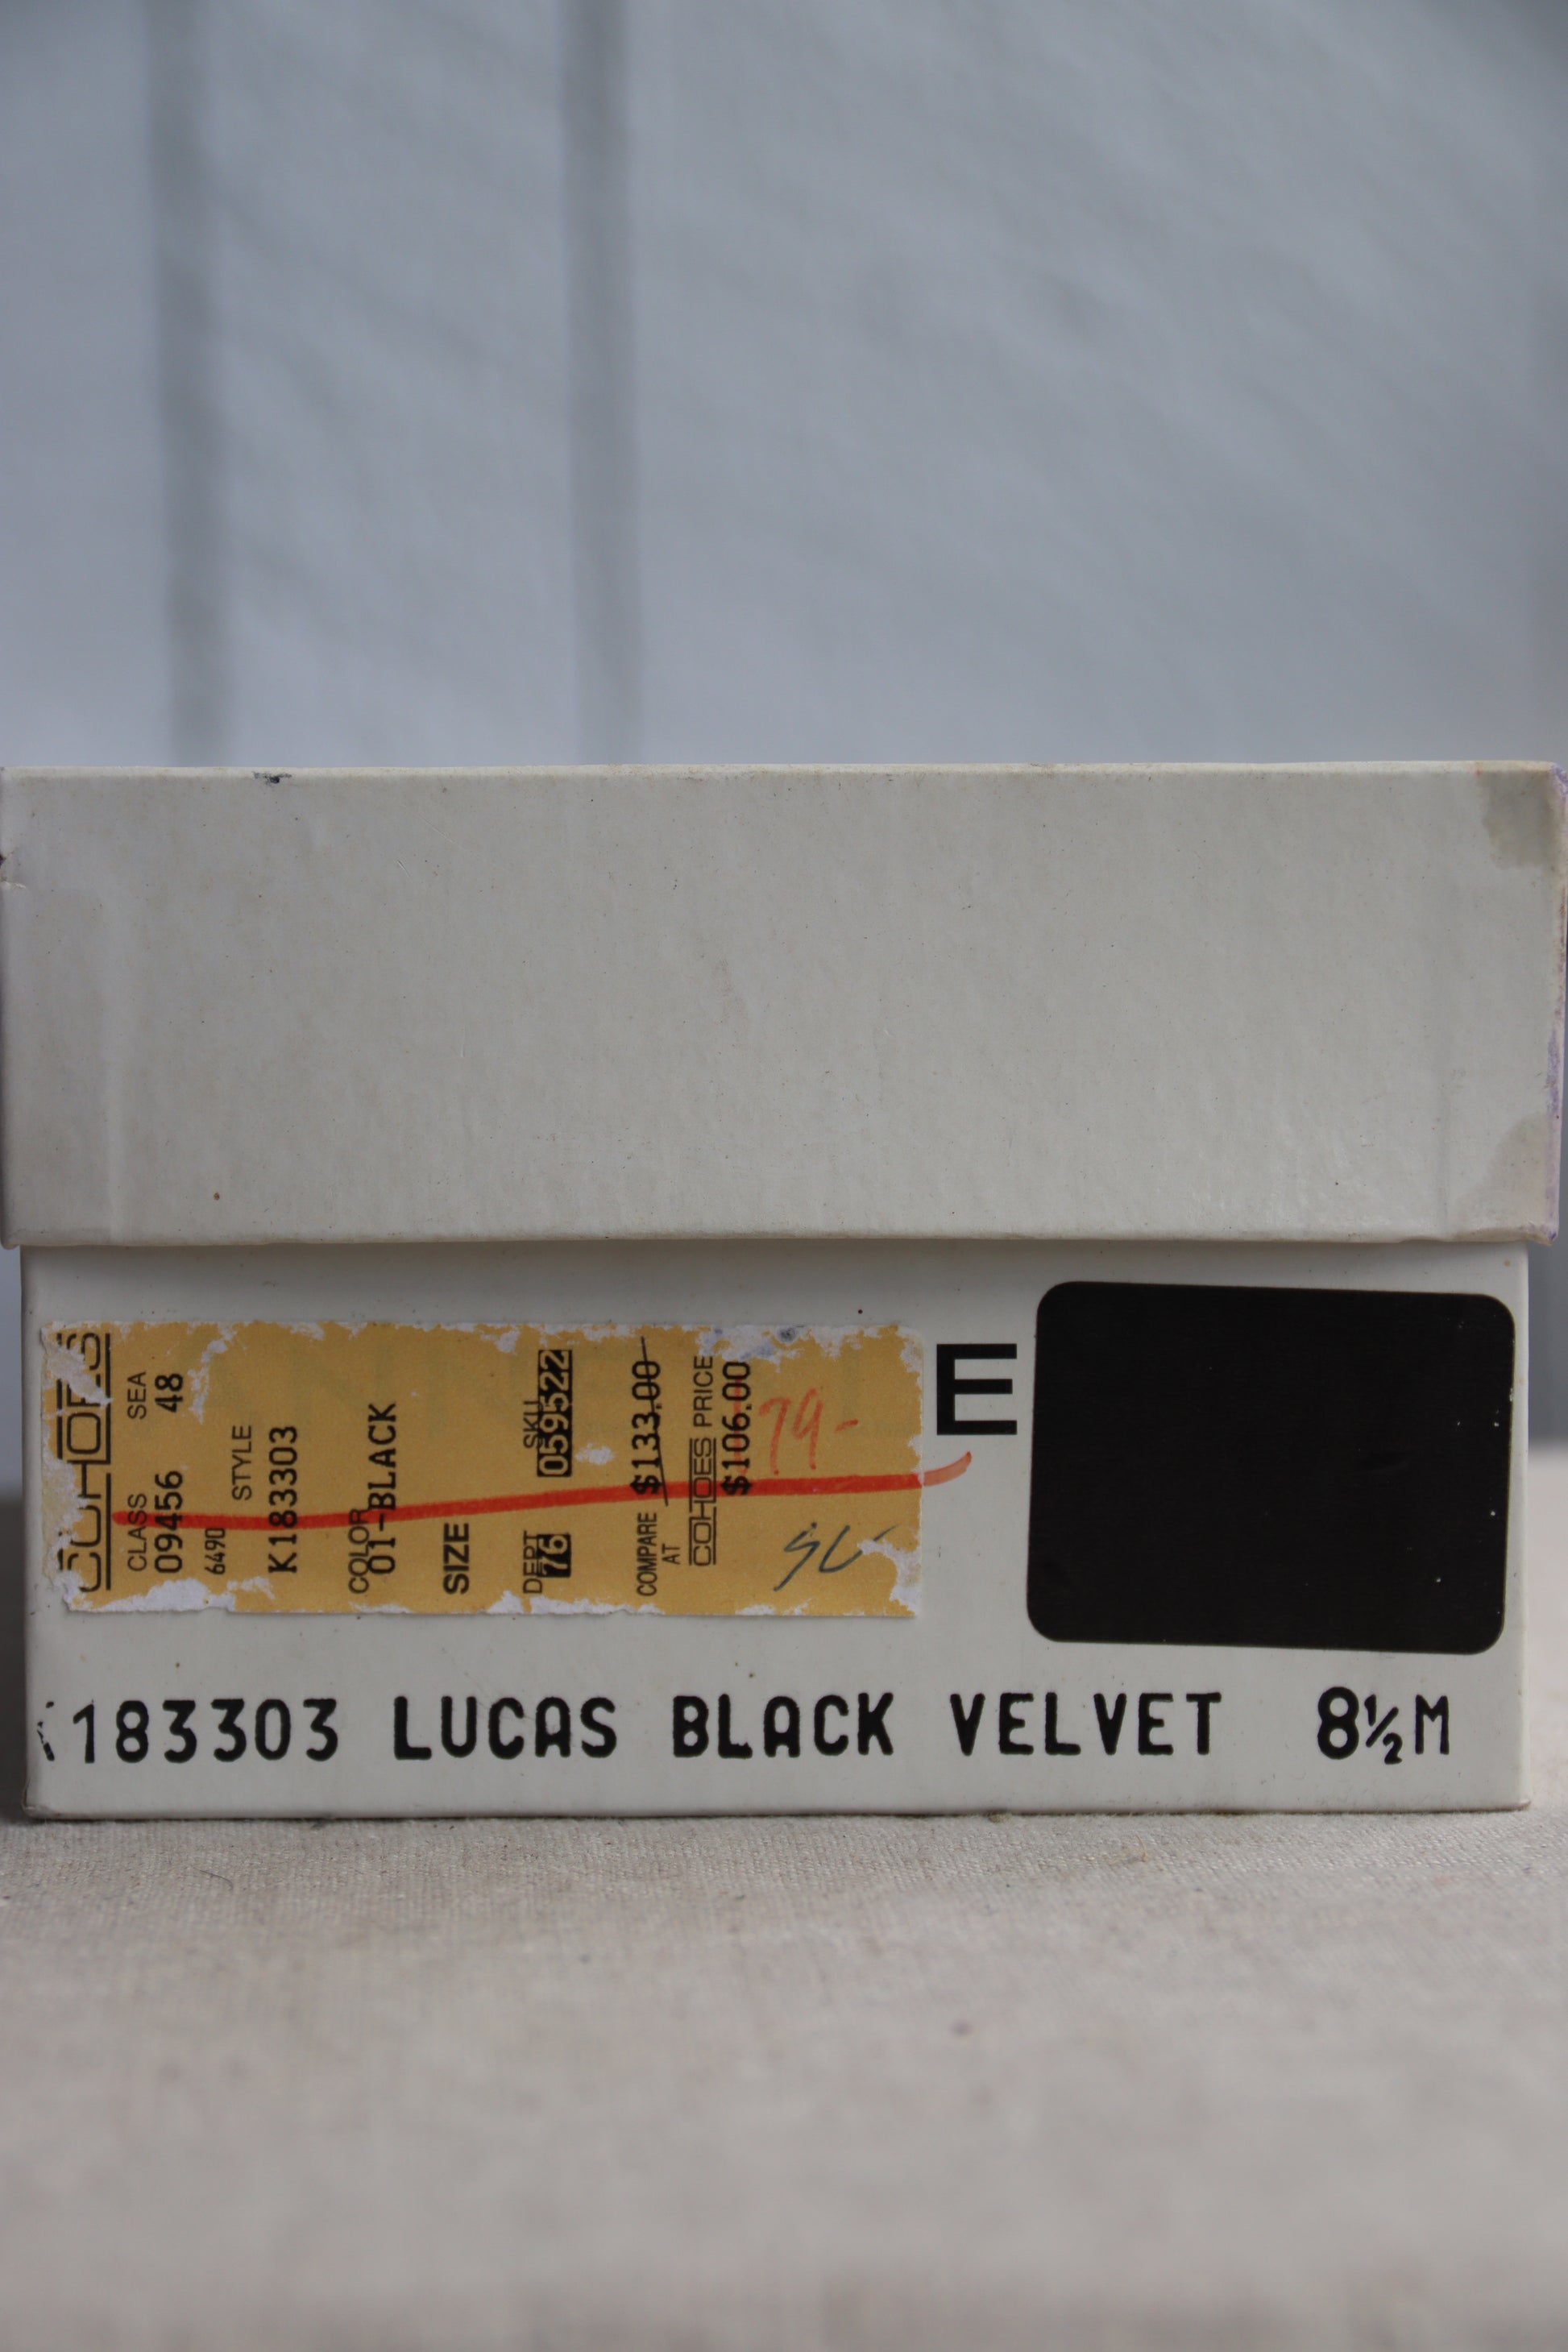 COHOES
CLASS SEA
09456 48
6490 STYLE
K183303
COLOR
01-BLACK
SIZE
DEPT SKU
76 059522
COMPARE AT $133.00
COHOES PRICE
$106.00
79-
E
K183303 LUCAS BLACK VELVET 8½M